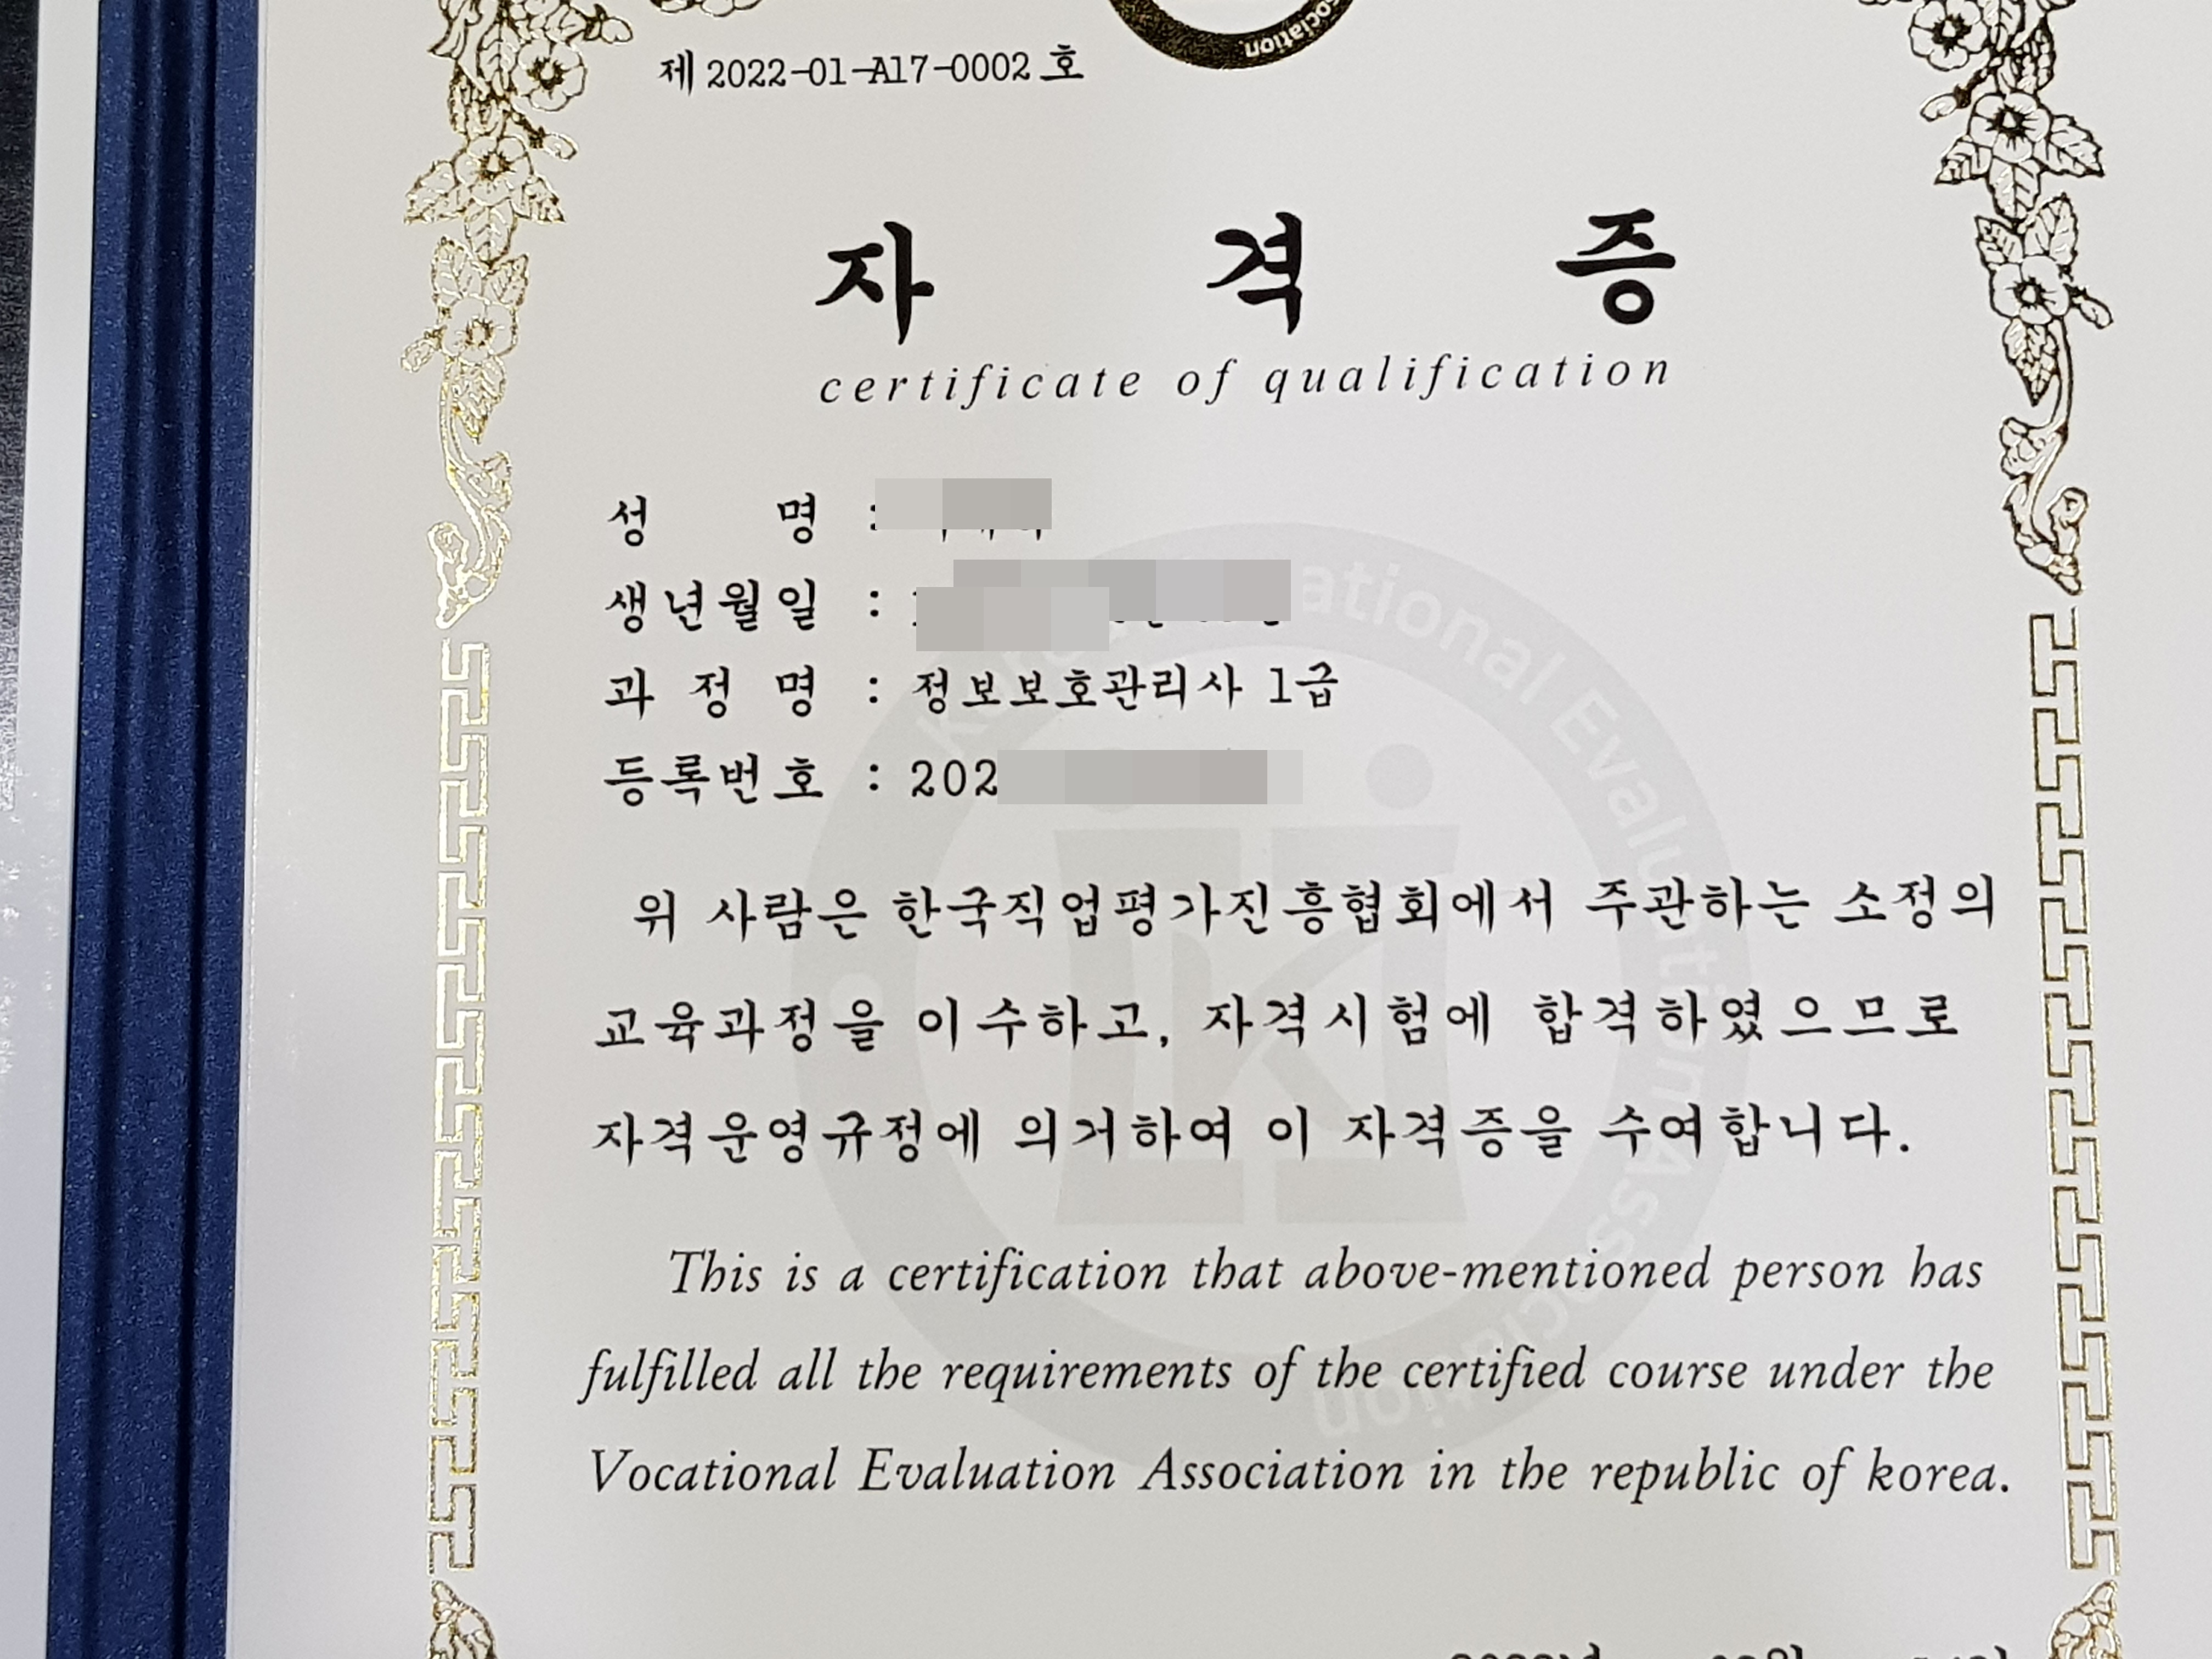 sociation
제 2022-01-A17-0002 호
자 격 증
certificate of qualification
성 명 :
생년월일 :
과 정 명 : 정보보호관리사 1급
등록번호 : 202
위 사람은 한국직업평가진흥협회에서 주관하는 소정의
교육과정을 이수하고, 자격시험에 합격하였으므로
자격운영규정에 의거하여 이 자격증을 수여합니다.
This is a certification that above-mentioned person has
fulfilled all the requirements of the certified course under the
Vocational Evaluation Association in the republic of korea.
ational Evaluation Association